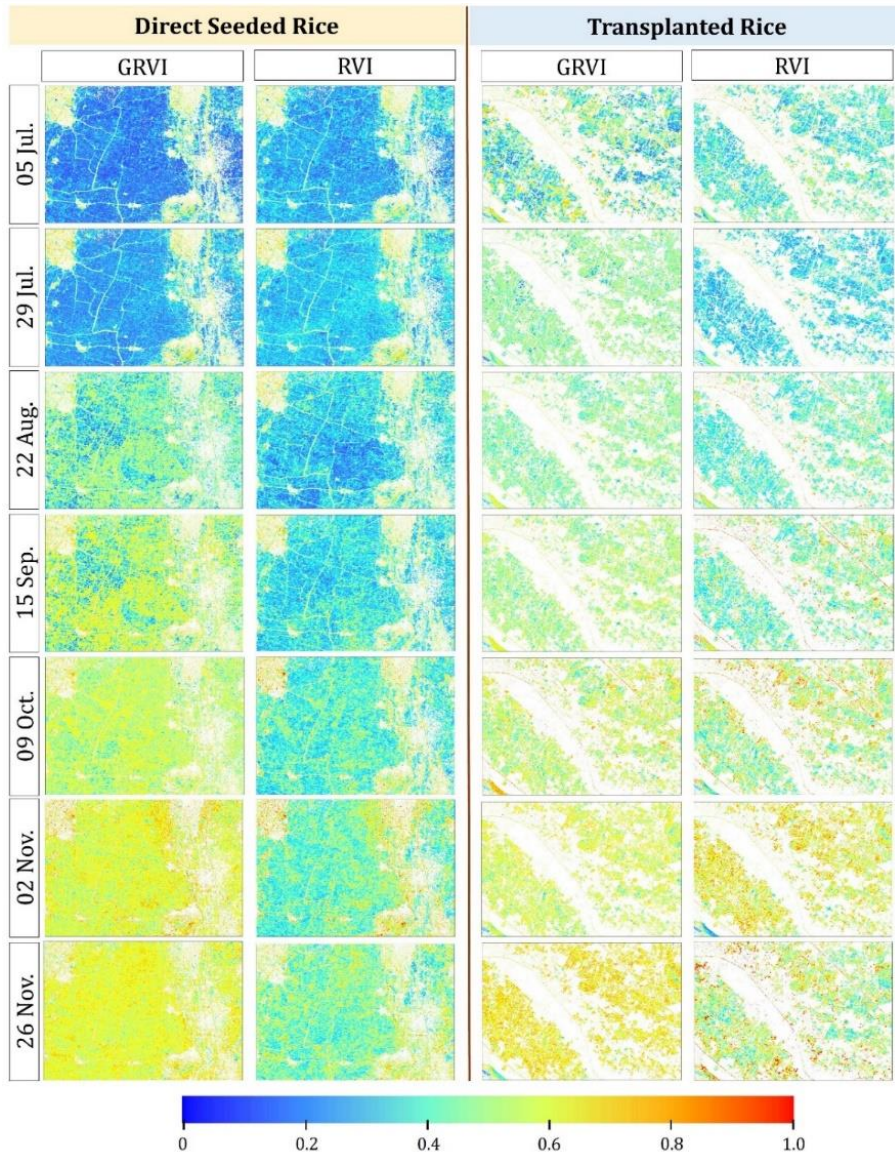 Direct Seeded Rice
Transplanted Rice
GRVI
RVI
GRVI
RVI
05 Jul.
29 Jul.
22 Aug.
15 Sep.
09 Oct.
02 Nov.
26 Nov.
0 0.2 0.4 0.6 0.8 1.0